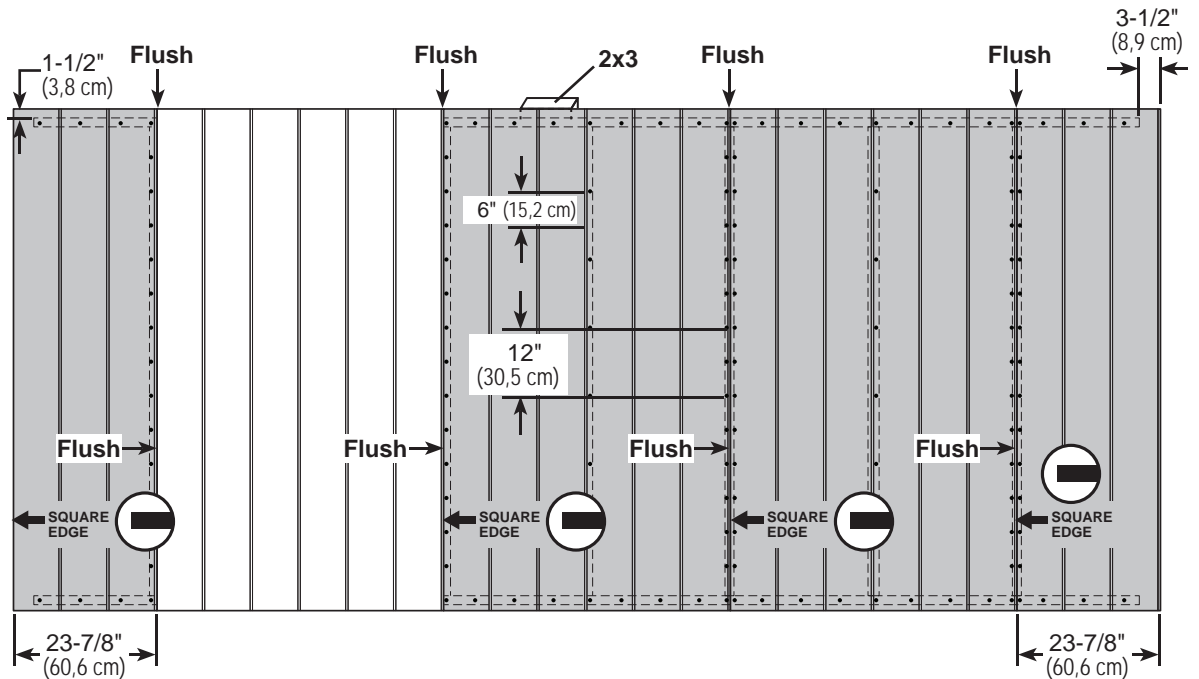 3-1/2"
(8,9 cm)
1-1/2"
(3,8 cm)
Flush
Flush
2x3
Flush
Flush
6" (15,2 cm)
12"
(30,5 cm)
Flush
Flush
Flush
Flush
SQUARE
EDGE
SQUARE
EDGE
SQUARE
EDGE
SQUARE
EDGE
23-7/8"
(60,6 cm)
23-7/8"
(60,6 cm)